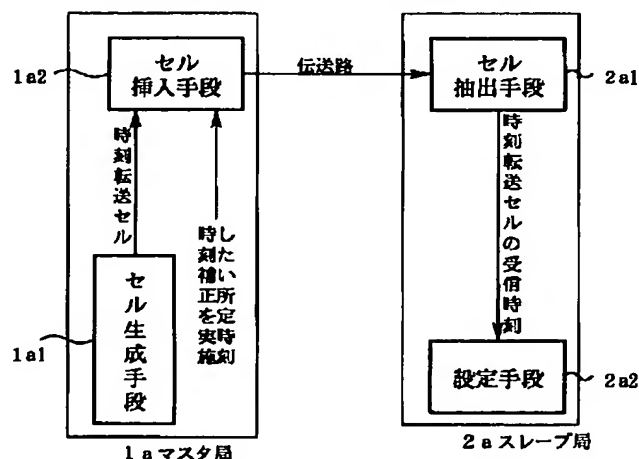 1a2
セル
挿入手段
伝送路
セル
抽出手段
2a1
時刻転送セル
時刻補正を実施
したい所定時刻
時刻転送セルの受信時刻
1a1
セル生成手段
設定手段
2a2
1aマスタ局
2aスレーブ局